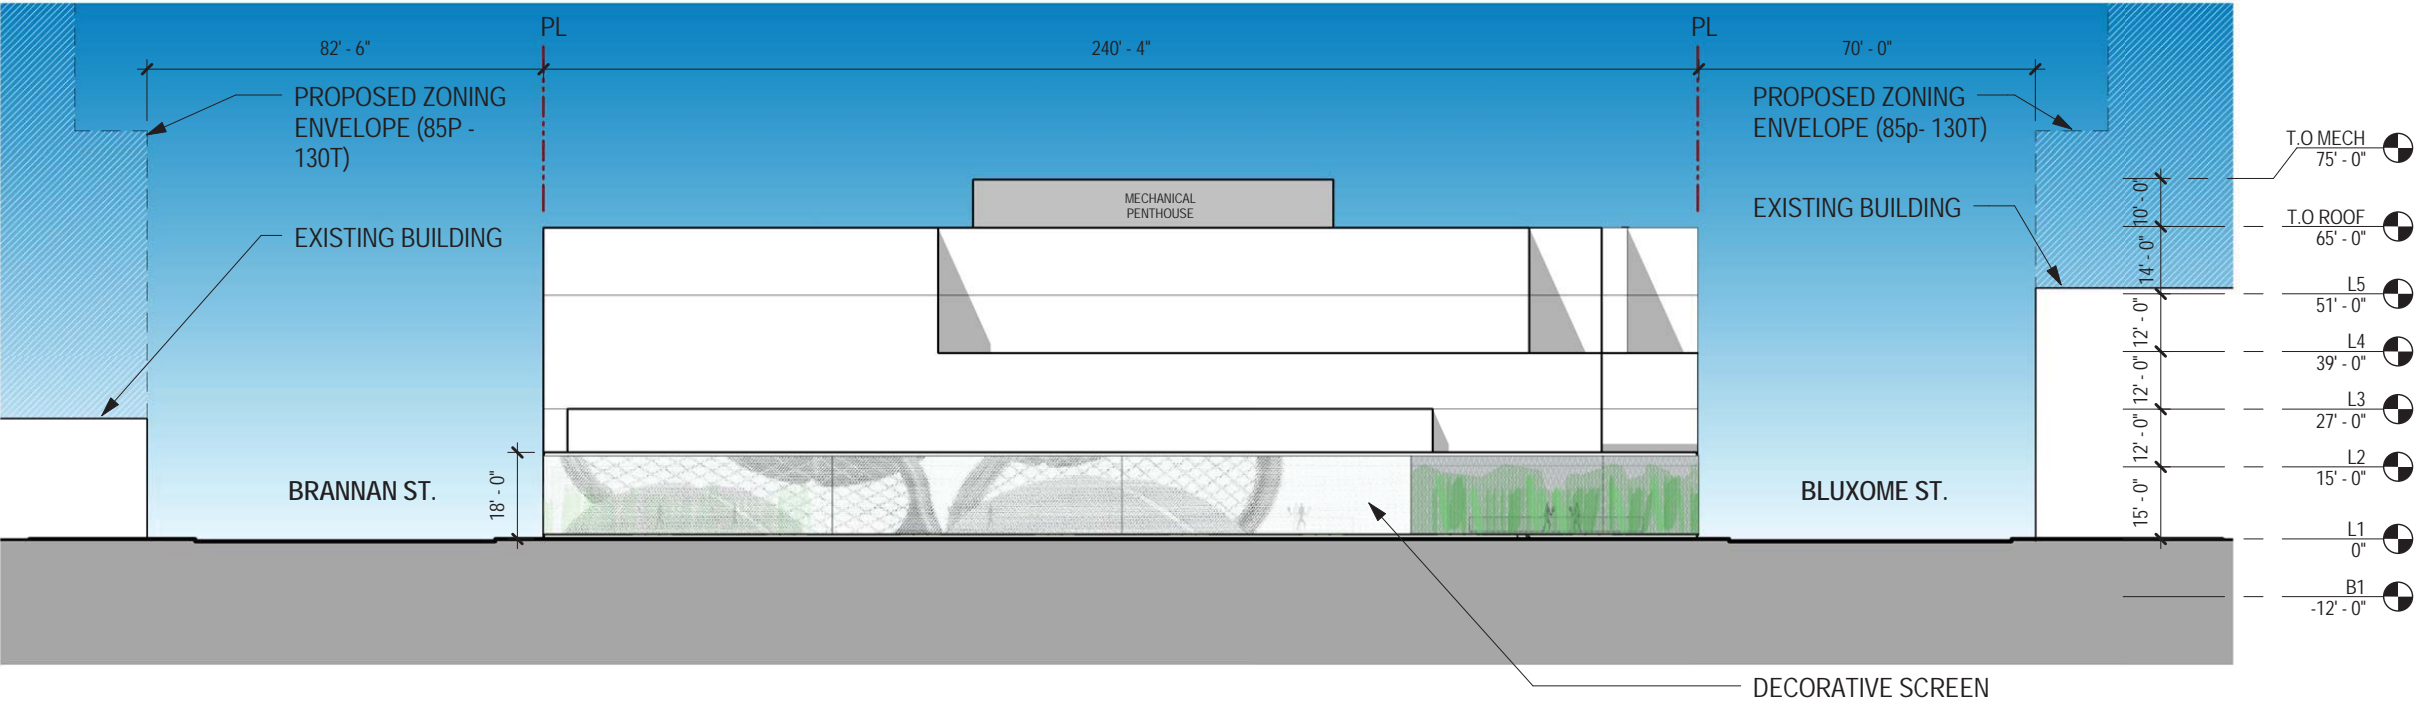 PL
PL
82' - 6"
240' - 4"
70' - 0"
PROPOSED ZONING
ENVELOPE (85P -
130T)
PROPOSED ZONING
ENVELOPE (85p- 130T)
T.O MECH
75' - 0"
MECHANICAL
PENTHOUSE
10' - 0"
EXISTING BUILDING
EXISTING BUILDING
T.O ROOF
65' - 0"
14' - 0"
L5
51' - 0"
12' - 0"
L4
39' - 0"
12' - 0"
L3
27' - 0"
12' - 0"
L2
15' - 0"
BRANNAN ST.
18' - 0"
BLUXOME ST.
15' - 0"
L1
0"
B1
-12' - 0"
DECORATIVE SCREEN